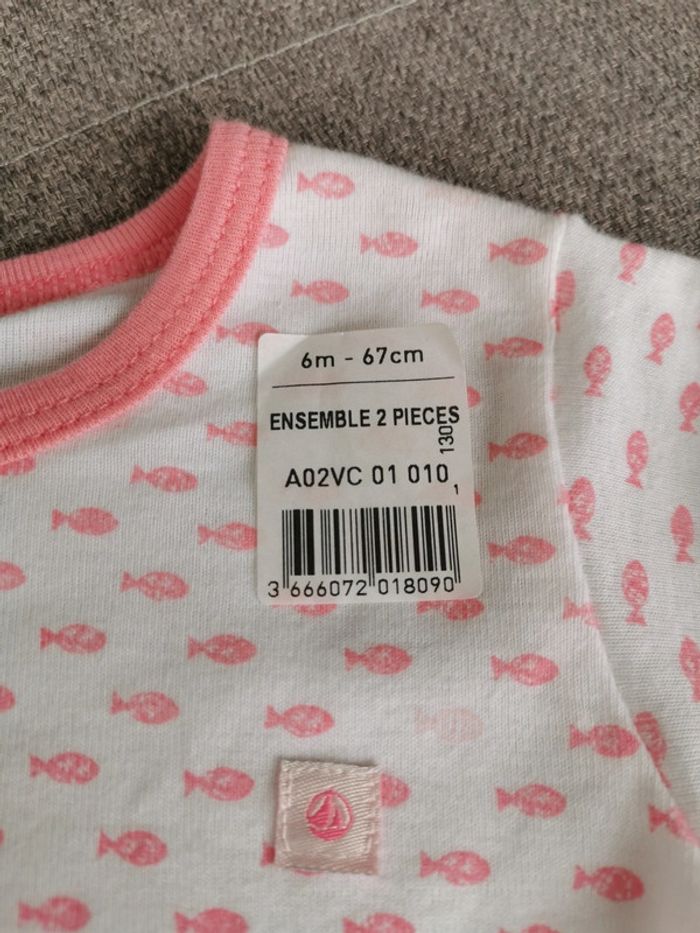 6m - 67cm
ENSEMBLE 2 PIECES
130
A02VC 01 010
1
3 666072 018090